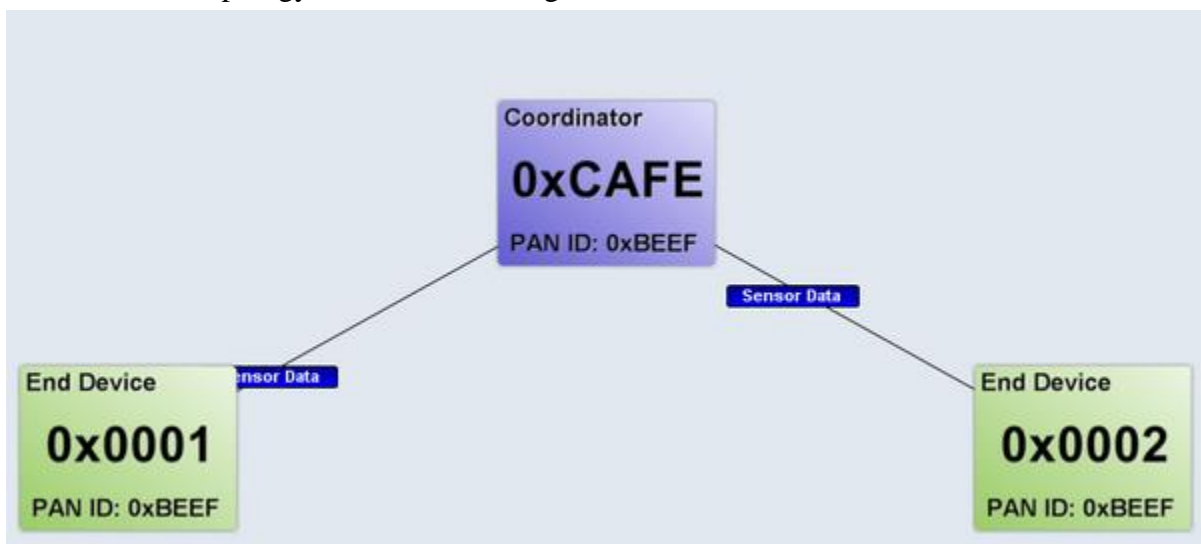 Coordinator
0xCAFE
PAN ID: 0xBEEF
Sensor Data
End Device
ensor Data
0x0001
PAN ID: 0xBEEF
End Device
0x0002
PAN ID: 0xBEEF